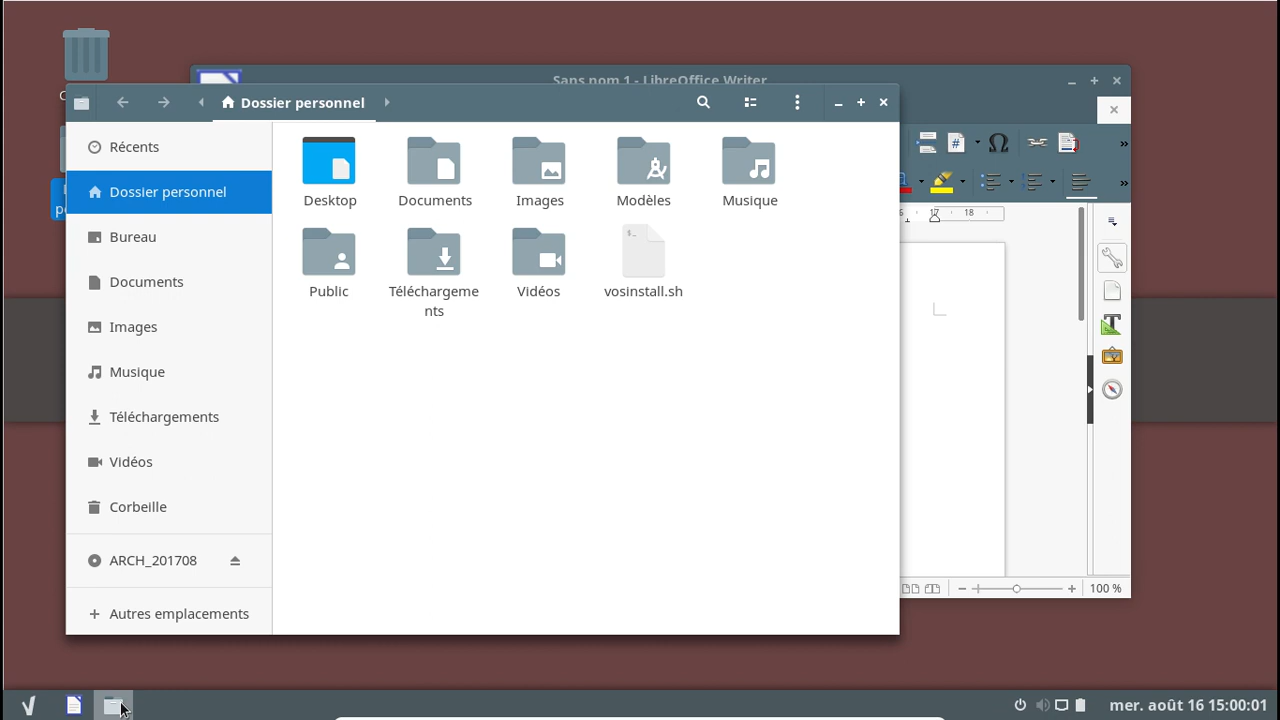 Sans nom 1 - LibreOffice Writer
Dossier personnel
Récents
Dossier personnel
Bureau
Documents
Images
Musique
Téléchargements
Vidéos
Corbeille
ARCH_201708
Autres emplacements
Desktop
Documents
Images
Modèles
Musique
Public
Téléchargeme
nts
Vidéos
vosinstall.sh
17
18
100 %
mer. août 16 15:00:01